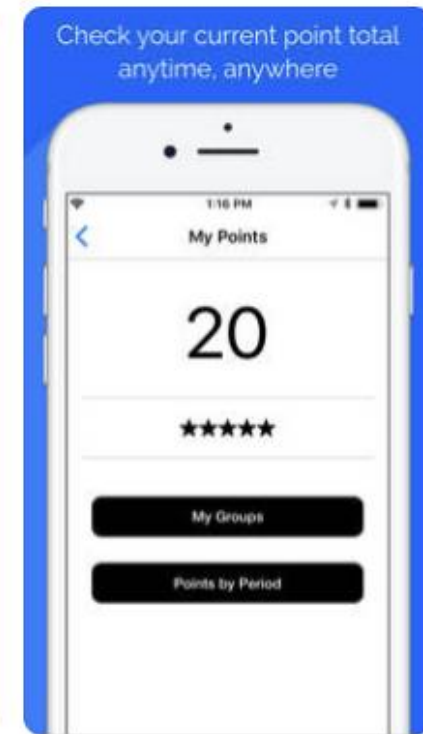 Check your current point total
anytime, anywhere
1:16 PM
My Points
20
★★★★★
My Groups
Points by Period